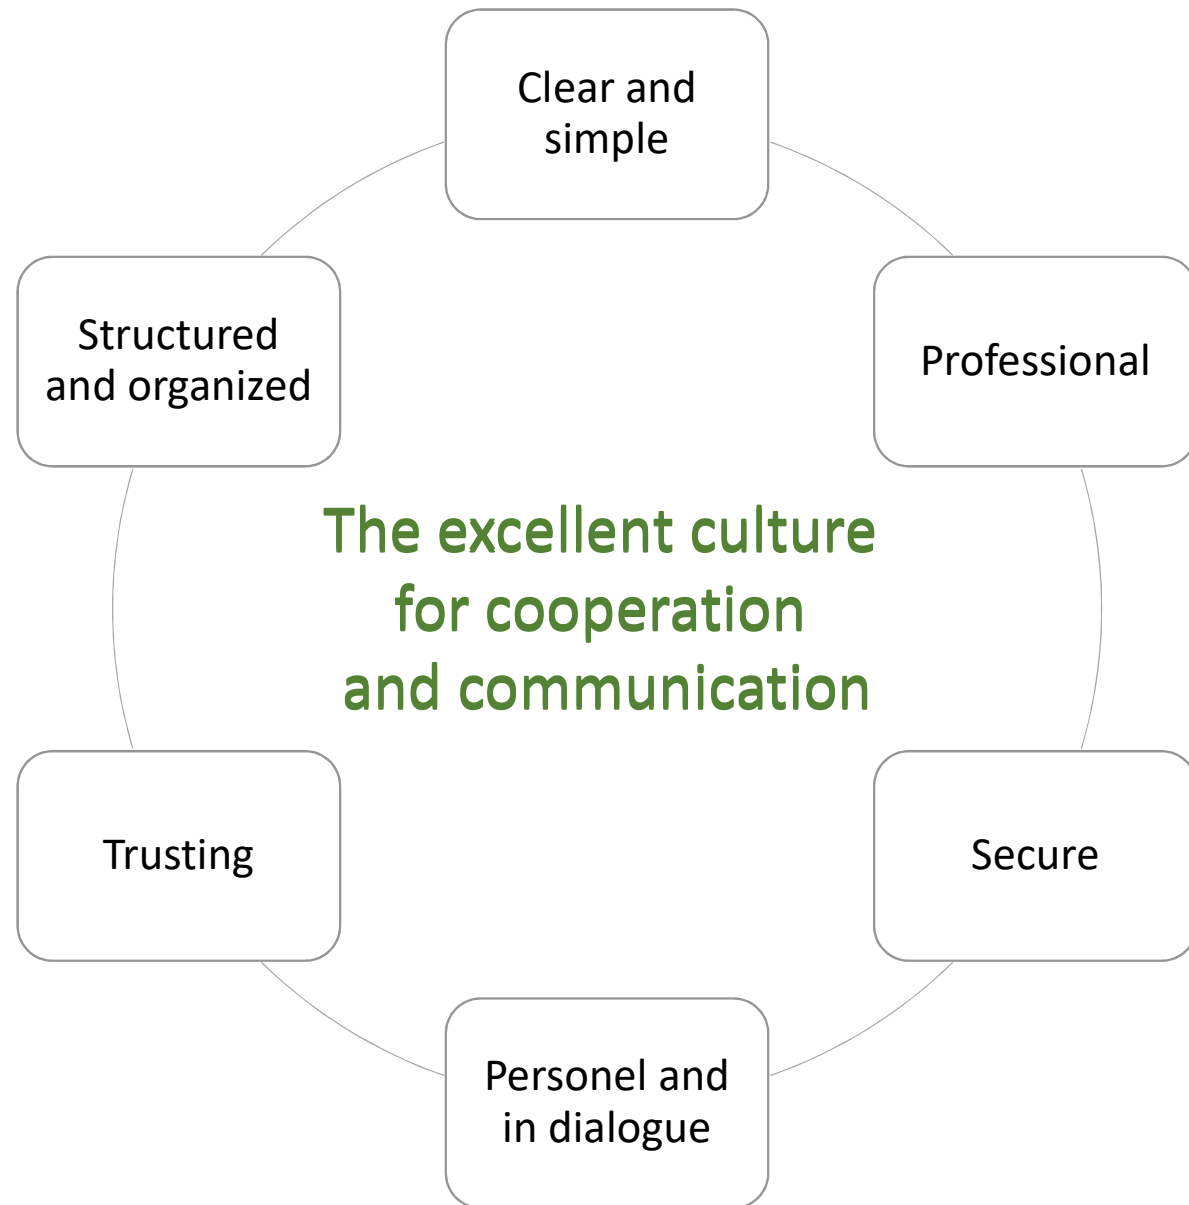 Clear and
simple
Structured
and organized
Professional
The excellent culture
for cooperation
and communication
Trusting
Secure
Personel and
in dialogue